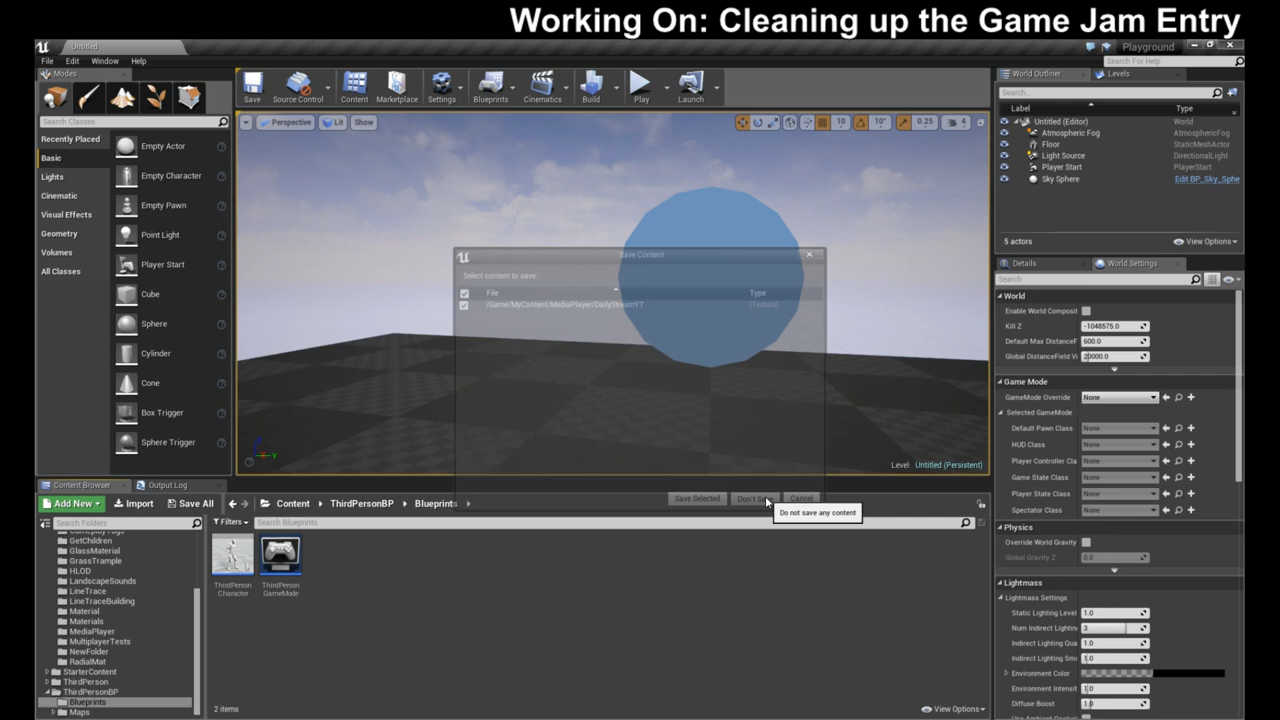 Working On: Cleaning up the Game Jam Entry
Untitled
Playground
File Edit Window Help
Search For Help
Modes
Search Classes
Recently Placed
Basic
Lights
Cinematic
Visual Effects
Geometry
Volumes
All Classes
Empty Actor
Empty Character
Empty Pawn
Point Light
Player Start
Cube
Sphere
Cylinder
Cone
Box Trigger
Sphere Trigger
Save Source Control Content Marketplace Settings Blueprints Cinematics Build Play Launch
Perspective Lit Show 10 10° 0.25 4
Save Content
Select content to save.
File Type
/Game/MyContent/MediaPlayer/DailyStreamYT (Texture)
Save Selected Don't Save Cancel
Do not save any content
Level: Untitled (Persistent)
World Outliner Levels
Search...
Label Type
Untitled (Editor) World
Atmospheric Fog AtmosphericFog
Floor StaticMeshActor
Light Source DirectionalLight
Player Start PlayerStart
Sky Sphere Edit BP_Sky_Sphe
5 actors View Options
Details World Settings
Search
World
Enable World Composit
Kill Z -1048575.0
Default Max DistanceF 600.0
Global DistanceField Vi 20000.0
Game Mode
GameMode Override None
Selected GameMode
Default Pawn Class None
HUD Class None
Player Controller Cla None
Game State Class None
Player State Class None
Spectator Class None
Physics
Override World Gravity
Global Gravity Z 0.0
Lightmass
Lightmass Settings
Static Lighting Level 1.0
Num Indirect Lightin 3
Indirect Lighting Qua 1.0
Indirect Lighting Smo 1.0
Environment Color
Environment Intensit 1.0
Diffuse Boost 1.0
Content Browser Output Log
Add New Import Save All Content ThirdPersonBP Blueprints
Search Folders
Filters Search Blueprints
GetChildren
GlassMaterial
GrassTrample
HLOD
LandscapeSounds
LineTrace
LineTraceBuilding
Material
Materials
MediaPlayer
MultiplayerTests
NewFolder
RadialMat
StarterContent
ThirdPerson
ThirdPersonBP
Blueprints
Maps
ThirdPerson
Character
ThirdPerson
GameMode
2 items View Options